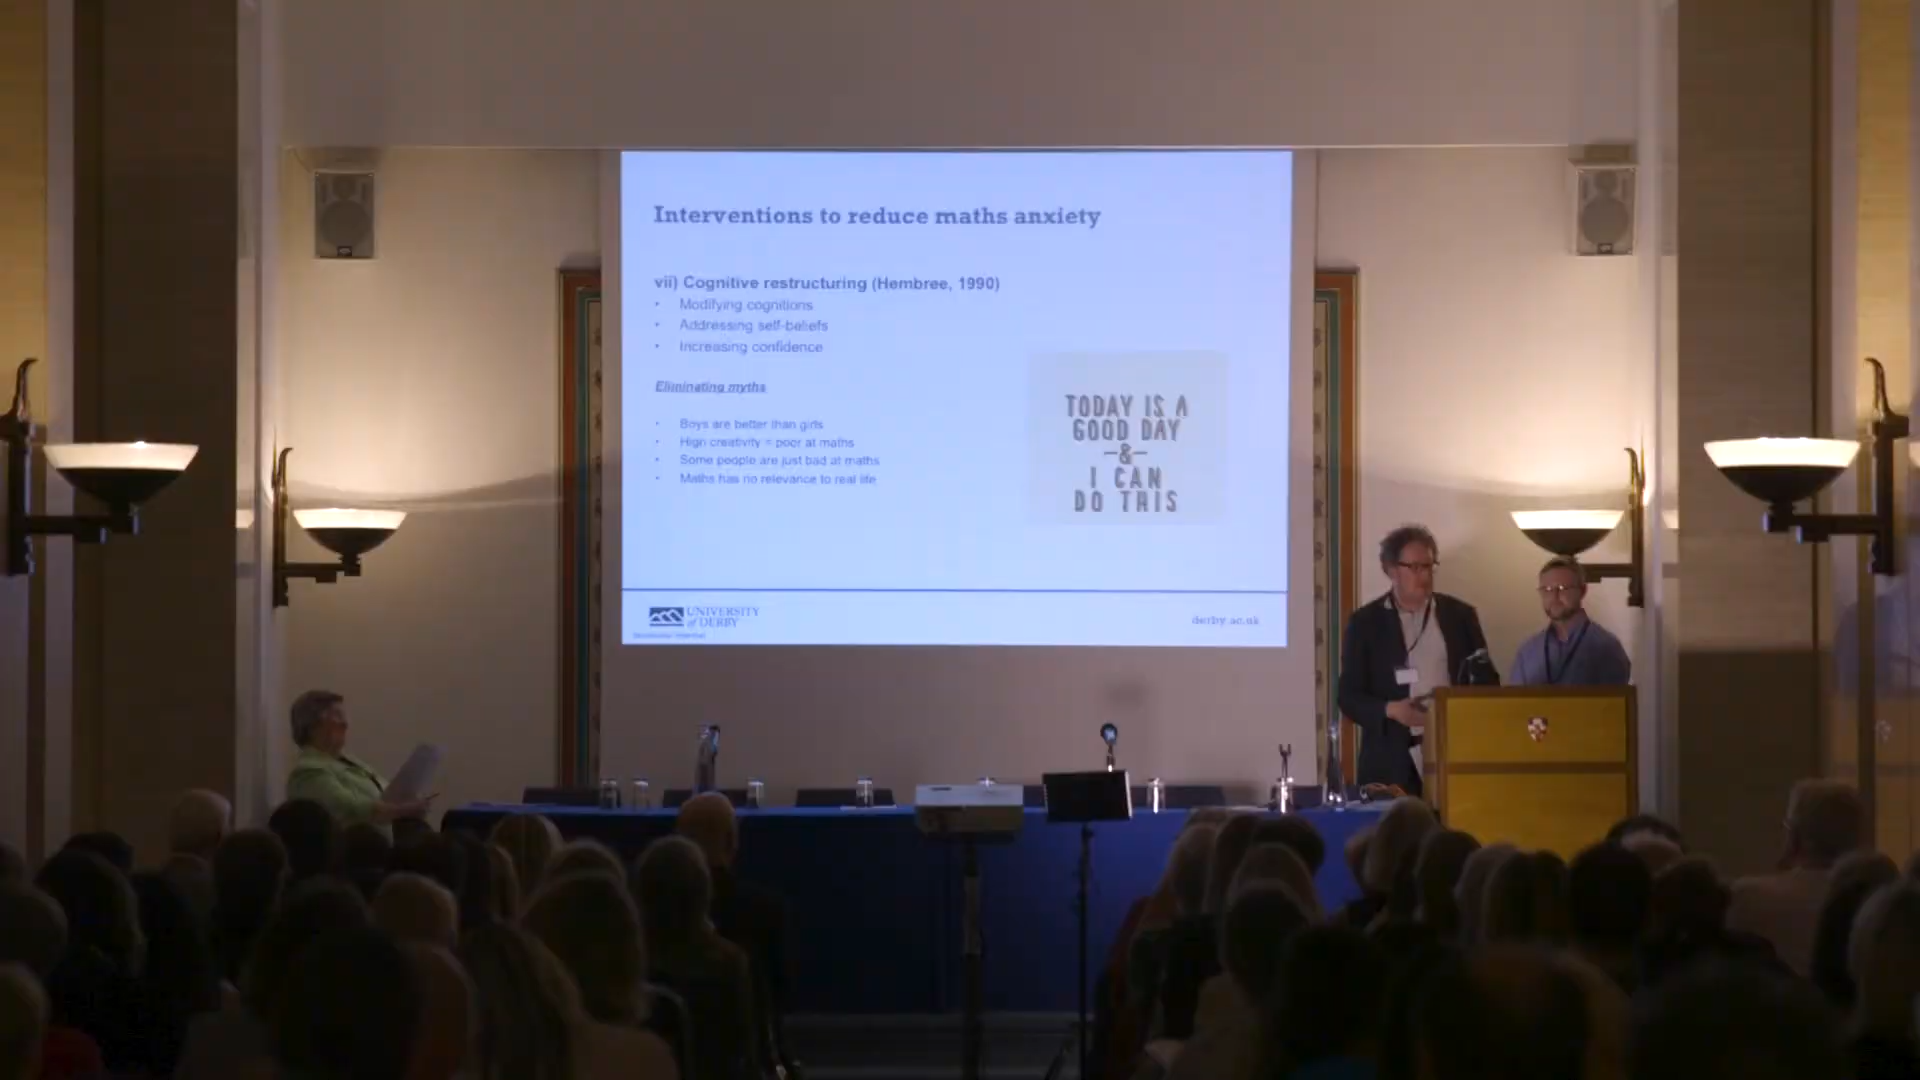 Interventions to reduce maths anxiety
vii) Cognitive restructuring (Hembree, 1990)
• Modifying cognitions
• Addressing self-beliefs
• Increasing confidence
Eliminating myths
• Boys are better than girls
• High creativity = poor at maths
• Some people are just bad at maths
• Maths has no relevance to real life
TODAY IS A
GOOD DAY
–&–
I CAN
DO THIS
UNIVERSITY
of DERBY
derby.ac.uk